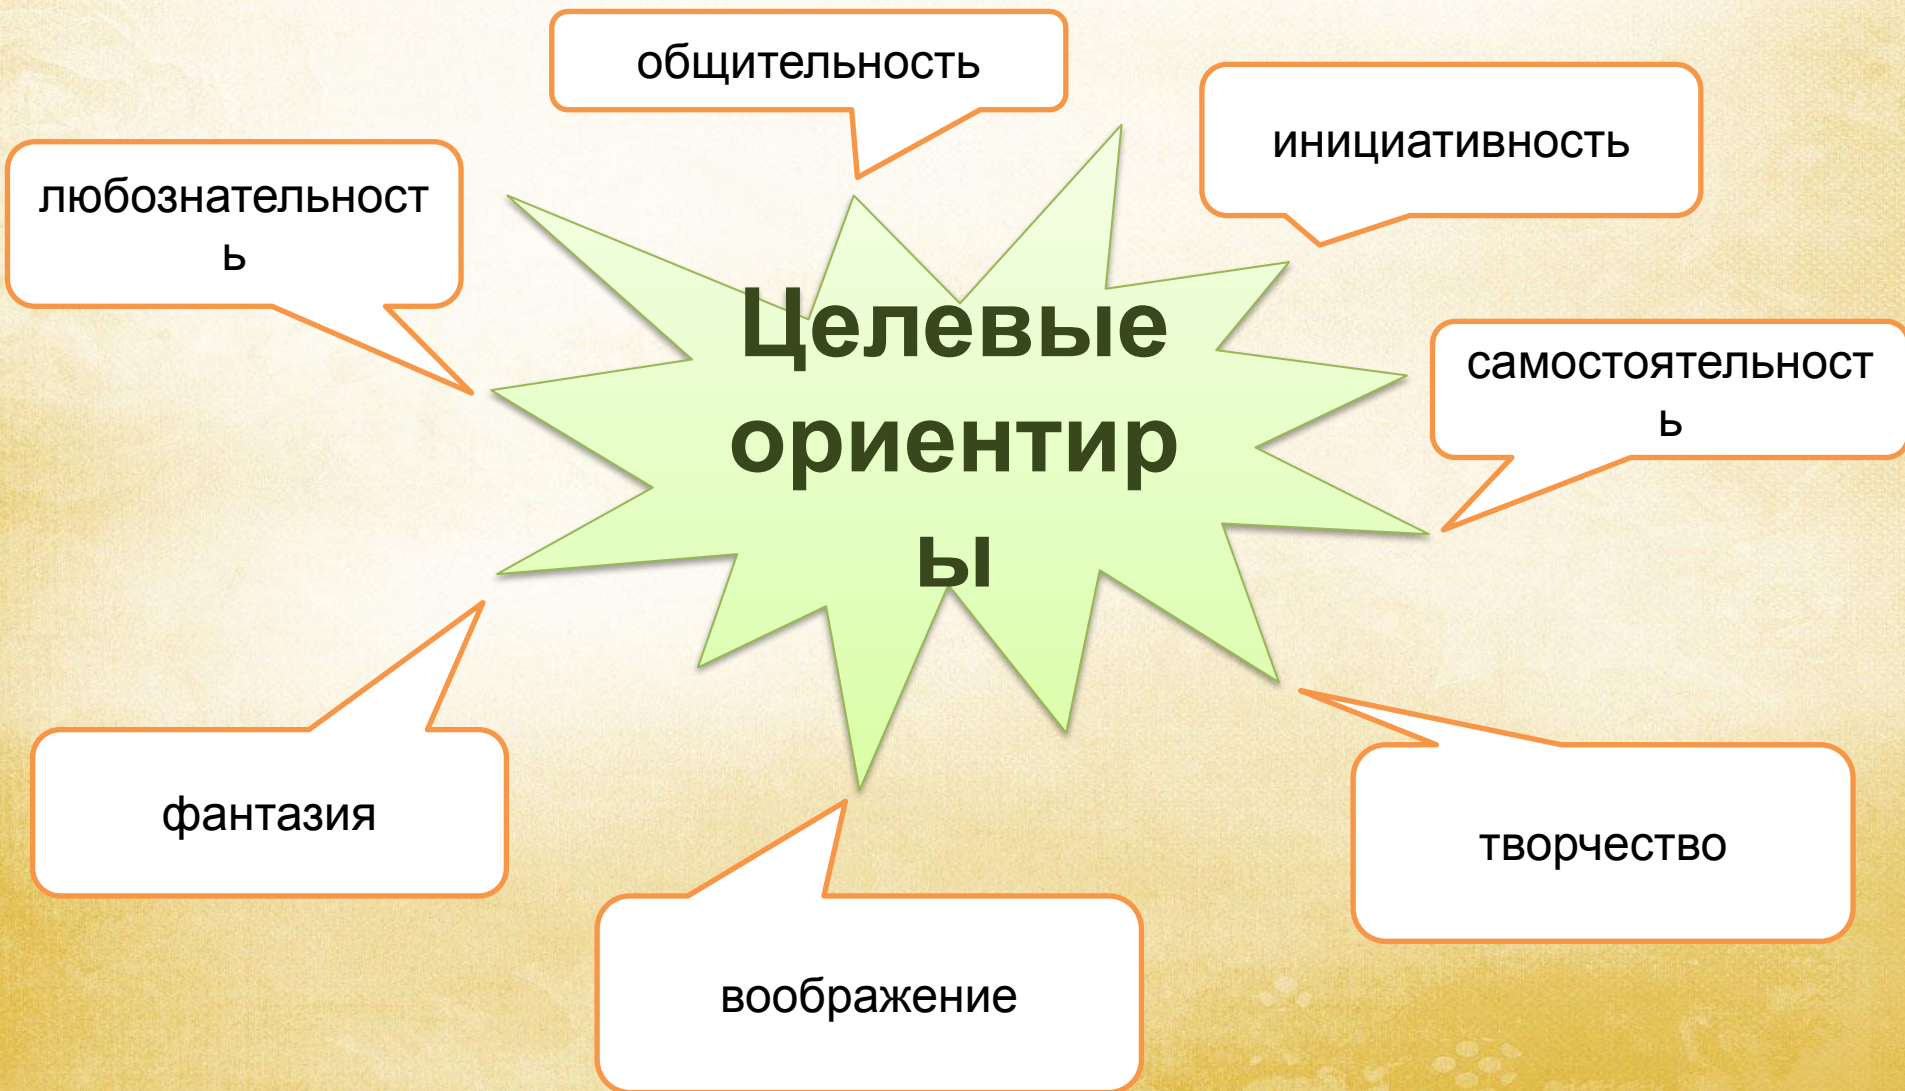 общительность
инициативность
любознательност
ь
Целевые
ориентир
ы
самостоятельност
ь
фантазия
творчество
воображение